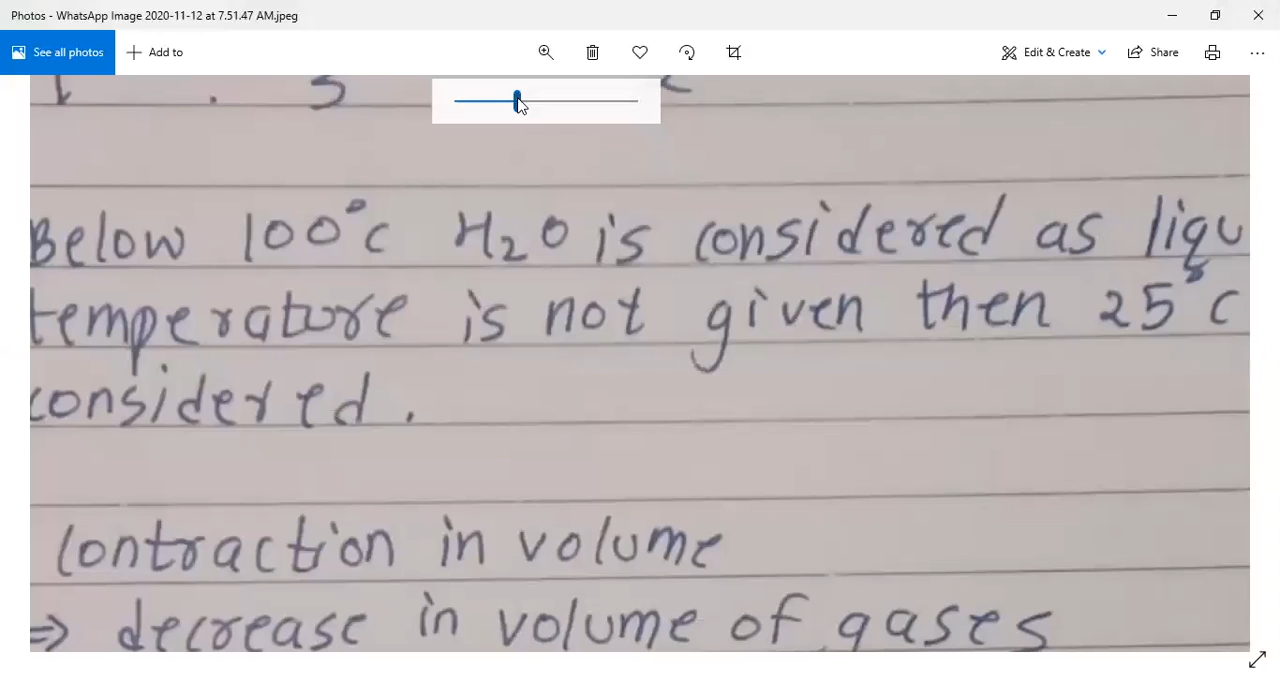 Photos - WhatsApp Image 2020-11-12 at 7.51.47 AM.jpeg
See all photos
Add to
Edit & Create
Share
Below 100°c H2O is considered as liqu
temperature is not given then 25°c
considered.
Contraction in volume
=> decrease in volume of gases